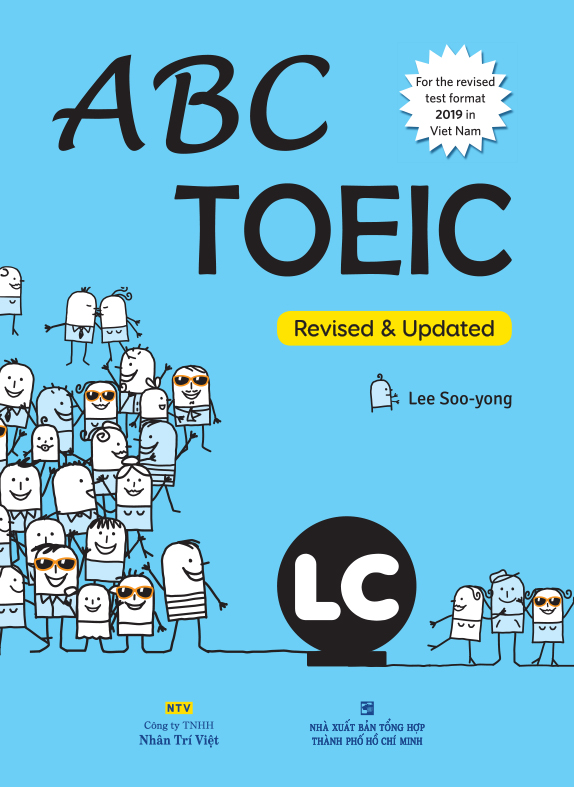 ABC
TOEIC
For the revised
test format
2019 in
Viet Nam
Revised & Updated
Lee Soo-yong
LC
NTV
Công ty TNHH
Nhân Trí Việt
NHÀ XUẤT BẢN TỔNG HỢP
THÀNH PHỐ HỒ CHÍ MINH